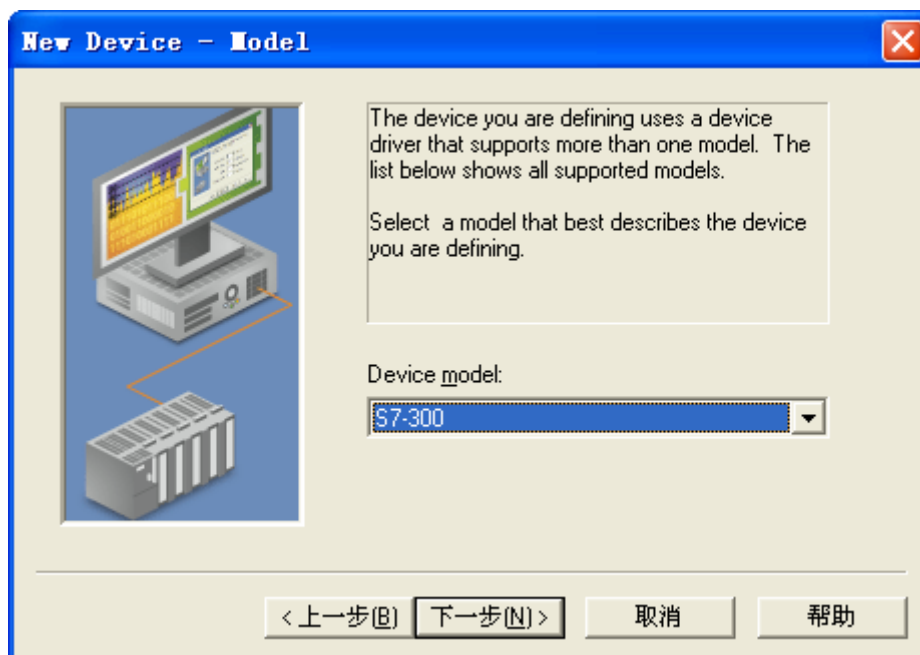 New Device - Model
The device you are defining uses a device
driver that supports more than one model.  The
list below shows all supported models.
Select  a model that best describes the device
you are defining.
Device model:
S7-300
<上一步(B) 下一步(N)> 取消 帮助